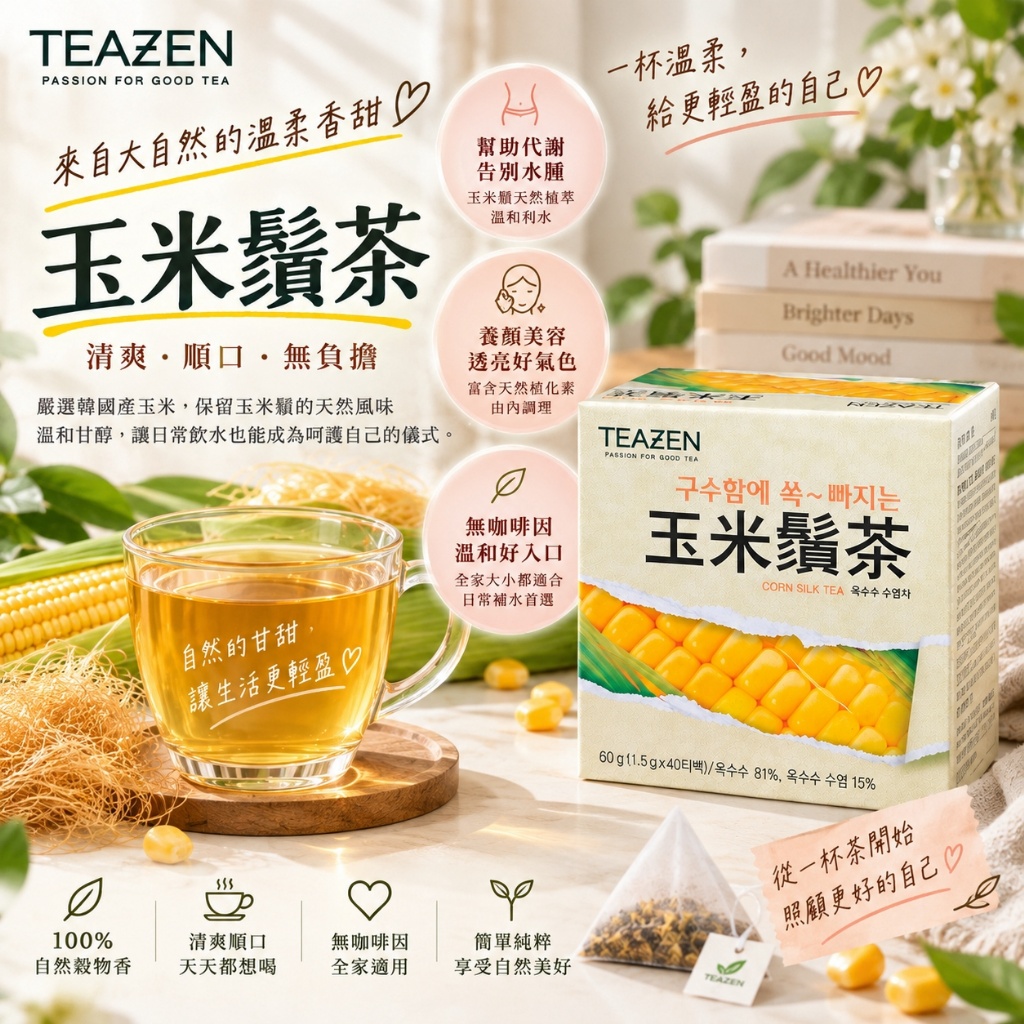 TEAZEN
PASSION FOR GOOD TEA
來自大自然的溫柔香甜
玉米鬚茶
清爽・順口・無負擔
嚴選韓國產玉米，保留玉米鬚的天然風味
溫和甘醇，讓日常飲水也能成為呵護自己的儀式。
幫助代謝
告別水腫
玉米鬚天然植萃
溫和利水
養顏美容
透亮好氣色
富含天然植化素
由內調理
無咖啡因
溫和好入口
全家大小都適合
日常補水首選
一杯溫柔，
給更輕盈的自己
A Healthier You
Brighter Days
Good Mood
TEAZEN
TEAZEN
PASSION FOR GOOD TEA
구수함에 쏙~빠지는
玉米鬚茶
CORN SILK TEA 옥수수 수염차
60g(1.5gx40티백)/옥수수 81%, 옥수수 수염 15%
自然的甘甜，
讓生活更輕盈
從一杯茶開始
照顧更好的自己
TEAZEN
100%
自然穀物香
清爽順口
天天都想喝
無咖啡因
全家適用
簡單純粹
享受自然美好